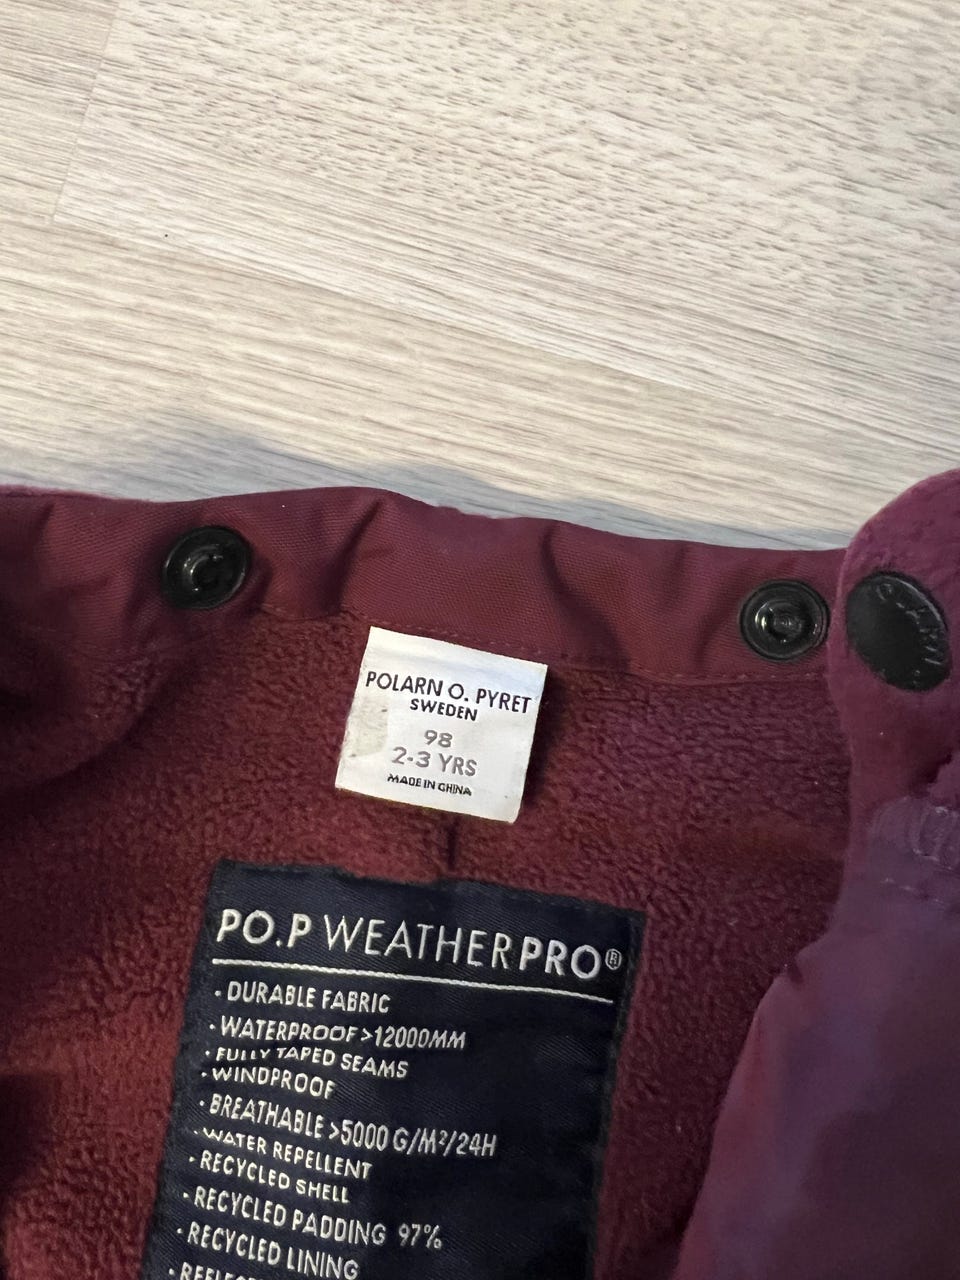 POLARN O. PYRET
SWEDEN
98
2-3 YRS
MADE IN CHINA
PO.P WEATHERPRO®
· DURABLE FABRIC
· WATERPROOF >12000MM
· FULLY TAPED SEAMS
· WINDPROOF
· BREATHABLE >5000 G/M²/24H
· WATER REPELLENT
· RECYCLED SHELL
· RECYCLED PADDING 97%
· RECYCLED LINING